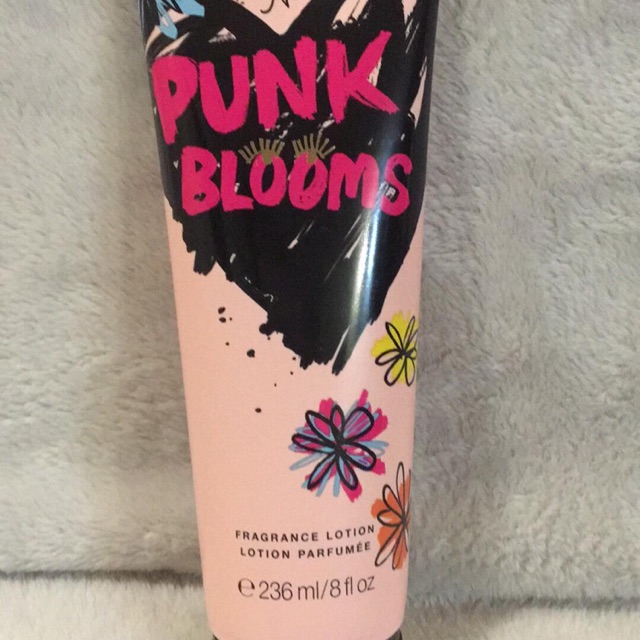 PUNK
BLOOMS
FRAGRANCE LOTION
LOTION PARFUMÉE
℮ 236 ml/8 fl oz